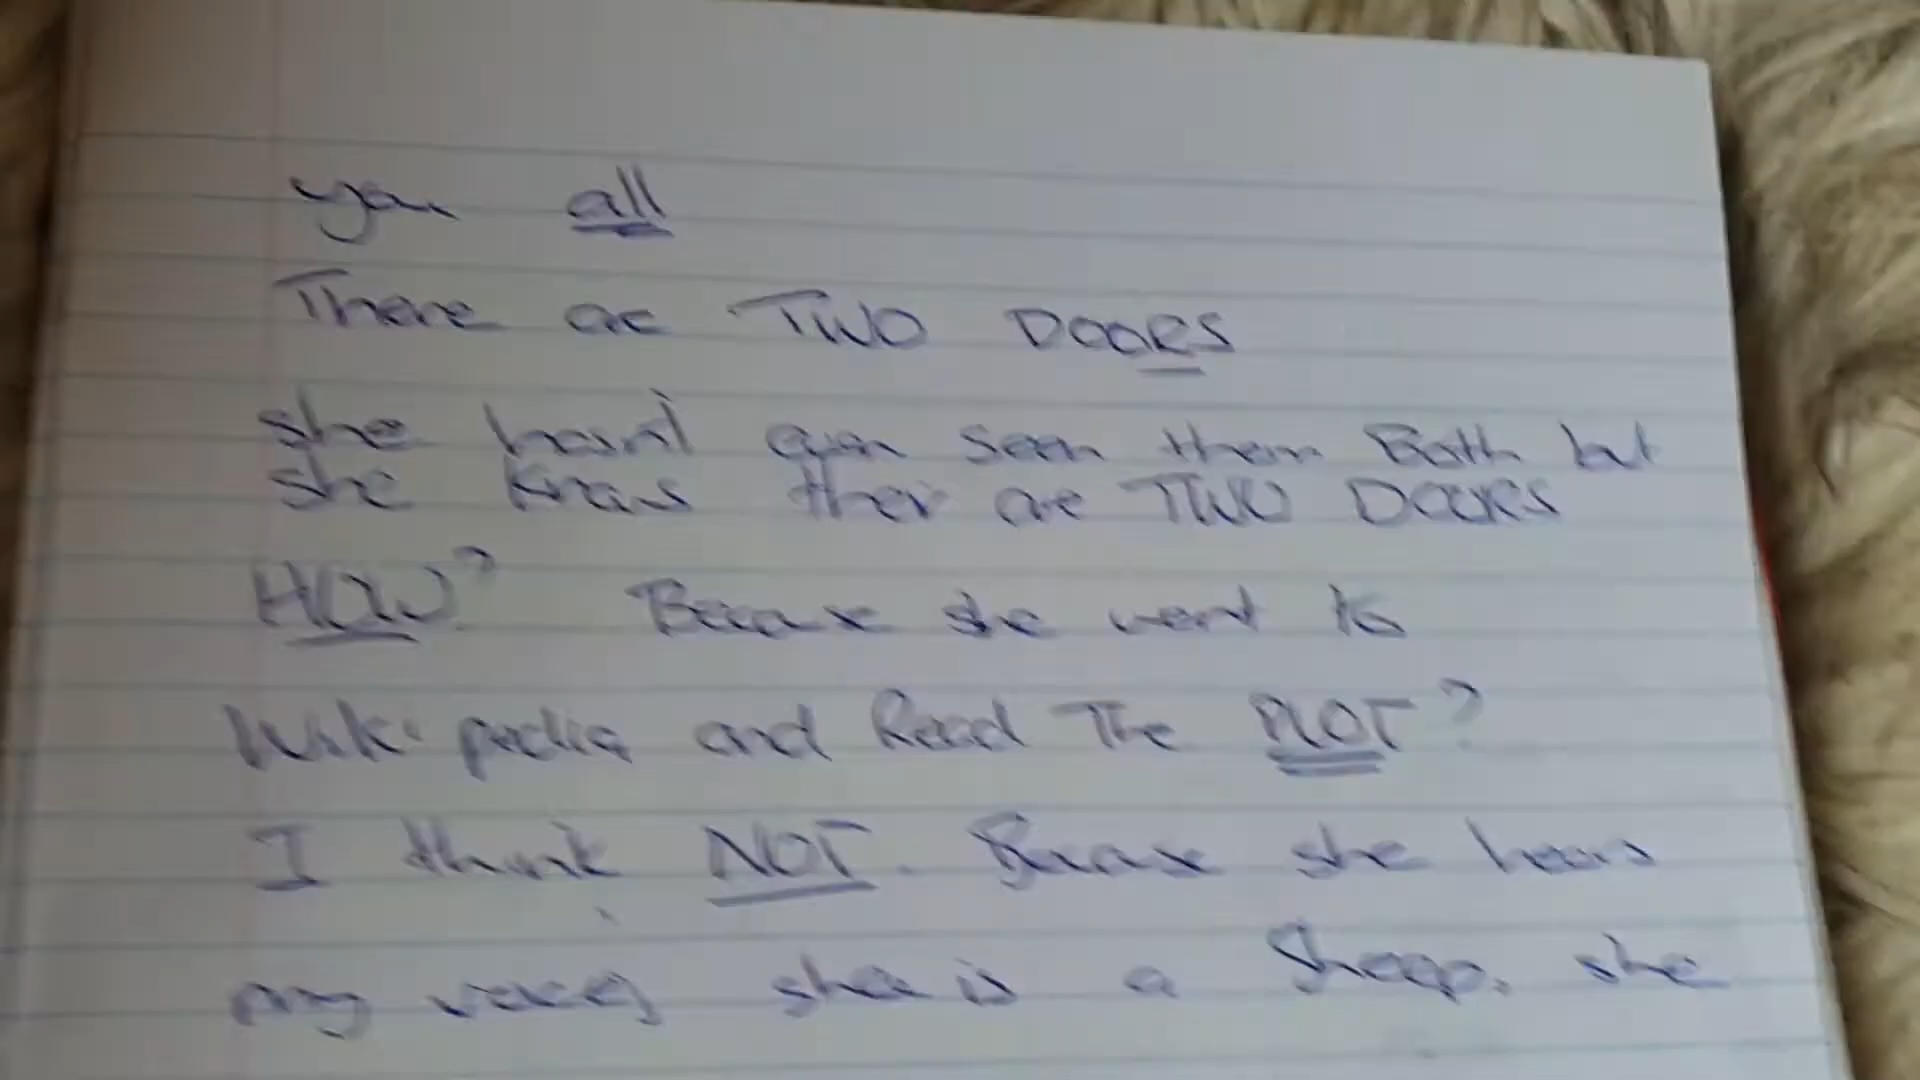 you all
There are TWO DOORS
she hasn't even seen them Both but
she knows ther are TWO DOORS
HOW? Because she went to
Wikipedia and Read The PLOT?
I think NOT. Because she hears
my voice, she is a Sheep. she